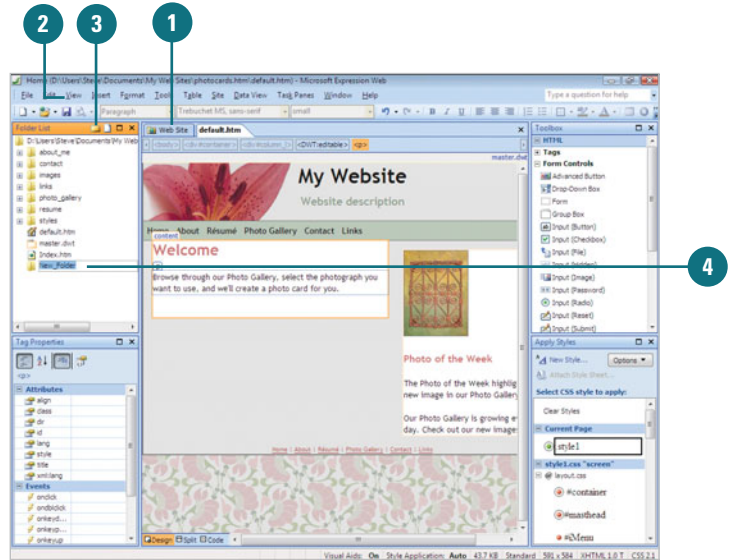 2
3
1
Home (D:\Users\Steve\Documents\My Web Sites\photocards.htm\default.htm) - Microsoft Expression Web
File Edit View Insert Format Tools Table Site Data View Task Panes Window Help
Type a question for help
Paragraph
Trebuchet MS, sans-serif
small
B I U
Folder List
D:\Users\Steve\Documents\My Web
about_me
contact
images
links
photo_gallery
resume
styles
default.htm
master.dwt
Index.htm
New_Folder
Web Site
default.htm
<body> <div #container> <div #column_l> <DWT:editable> <p>
master.dwt
My Website
Website description
Home About Résumé Photo Gallery Contact Links
content
Welcome
Browse through our Photo Gallery, select the photograph you
want to use, and we'll create a photo card for you.
Photo of the Week
The Photo of the Week highlig
new image in our Photo Gallery
Our Photo Gallery is growing e
day. Check out our new image
Home | About | Résumé | Photo Gallery | Contact | Links
Design Split Code
Toolbox
HTML
Tags
Form Controls
Advanced Button
Drop-Down Box
Form
Group Box
Input (Button)
Input (Checkbox)
Input (File)
Input (Hidden)
Input (Image)
Input (Password)
Input (Radio)
Input (Reset)
Input (Submit)
4
Tag Properties
<p>
Attributes
align
class
dir
id
lang
style
title
xml:lang
Events
onclick
ondblclick
onkeyd...
onkeyp...
onkeyup
Apply Styles
New Style...
Options
Attach Style Sheet...
Select CSS style to apply:
Clear Styles
Current Page
style1
style1.css "screen"
layout.css
#container
#masthead
#iMenu
Visual Aids: On Style Application: Auto 43.7 KB Standard 591 x 584 XHTML 1.0 T CSS 2.1